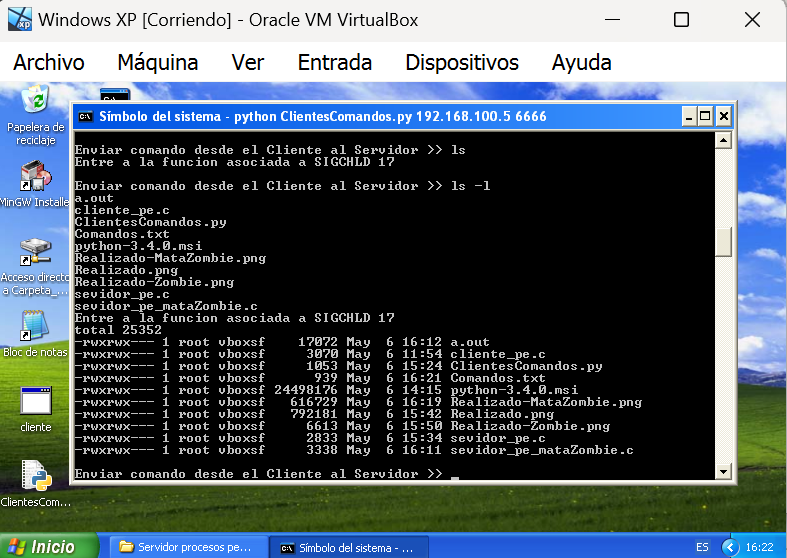 Windows XP [Corriendo] - Oracle VM VirtualBox
Archivo Máquina Ver Entrada Dispositivos Ayuda
Papelera de
reciclaje
MinGW Installe
Acceso directo
a Carpeta_...
Bloc de notas
cliente
ClientesCom...
Símbolo del sistema - python ClientesComandos.py 192.168.100.5 6666
Enviar comando desde el Cliente al Servidor >> ls
Entre a la funcion asociada a SIGCHLD 17
Enviar comando desde el Cliente al Servidor >> ls -l
a.out
cliente_pe.c
ClientesComandos.py
Comandos.txt
python-3.4.0.msi
Realizado-MataZombie.png
Realizado.png
Realizado-Zombie.png
sevidor_pe.c
sevidor_pe_mataZombie.c
Entre a la funcion asociada a SIGCHLD 17
total 25352
-rwxrwx--- 1 root vboxsf 17072 May 6 16:12 a.out
-rwxrwx--- 1 root vboxsf 3070 May 6 11:54 cliente_pe.c
-rwxrwx--- 1 root vboxsf 1053 May 6 15:24 ClientesComandos.py
-rwxrwx--- 1 root vboxsf 939 May 6 16:21 Comandos.txt
-rwxrwx--- 1 root vboxsf 24498176 May 6 14:15 python-3.4.0.msi
-rwxrwx--- 1 root vboxsf 616729 May 6 16:19 Realizado-MataZombie.png
-rwxrwx--- 1 root vboxsf 792181 May 6 15:42 Realizado.png
-rwxrwx--- 1 root vboxsf 6613 May 6 15:50 Realizado-Zombie.png
-rwxrwx--- 1 root vboxsf 2833 May 6 15:34 sevidor_pe.c
-rwxrwx--- 1 root vboxsf 3338 May 6 16:11 sevidor_pe_mataZombie.c
Enviar comando desde el Cliente al Servidor >> _
Inicio Servidor procesos pe... Símbolo del sistema - ... ES 16:22